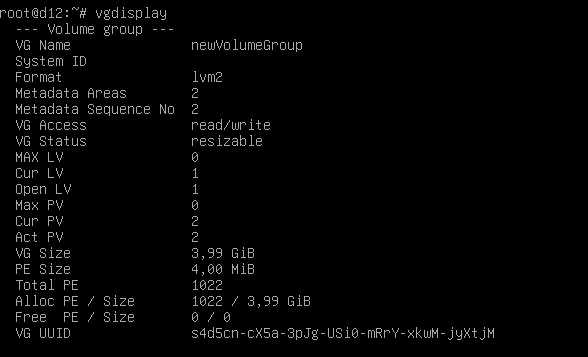 root@d12:~# vgdisplay
--- Volume group ---
VG Name newVolumeGroup
System ID
Format lvm2
Metadata Areas 2
Metadata Sequence No 2
VG Access read/write
VG Status resizable
MAX LV 0
Cur LV 1
Open LV 1
Max PV 0
Cur PV 2
Act PV 2
VG Size 3,99 GiB
PE Size 4,00 MiB
Total PE 1022
Alloc PE / Size 1022 / 3,99 GiB
Free PE / Size 0 / 0
VG UUID s4d5cn-cX5a-3pJg-USi0-mRrY-xkwM-jyXtjM